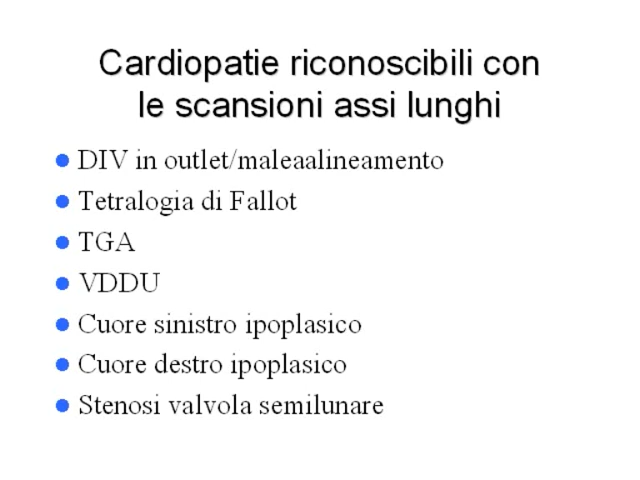 Cardiopatie riconoscibili con
le scansioni assi lunghi
DIV in outlet/maleaalineamento
Tetralogia di Fallot
TGA
VDDU
Cuore sinistro ipoplasico
Cuore destro ipoplasico
Stenosi valvola semilunare